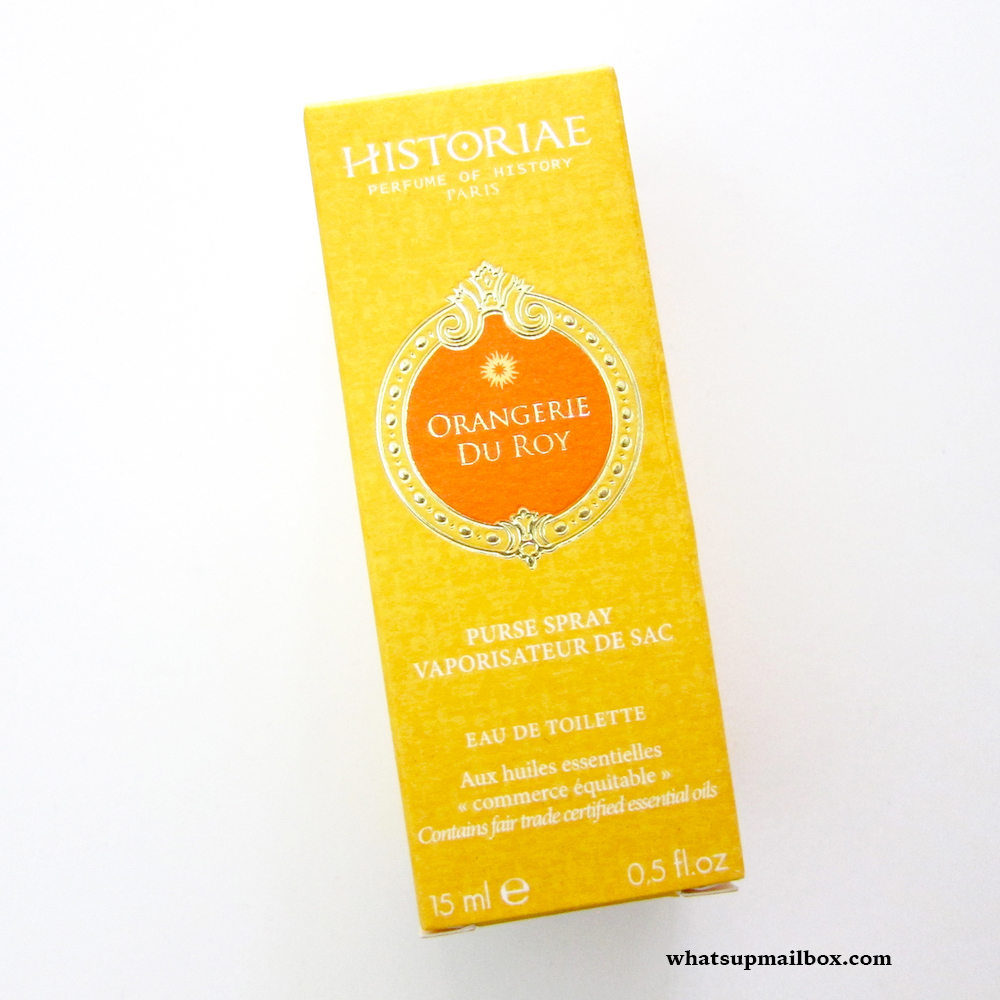 HISTORIAE
PERFUME OF HISTORY
PARIS
ORANGERIE
DU ROY
PURSE SPRAY
VAPORISATEUR DE SAC
EAU DE TOILETTE
Aux huiles essentielles
« commerce équitable »
Contains fair trade certified essential oils
15 ml e 0,5 fl.oz
whatsupmailbox.com